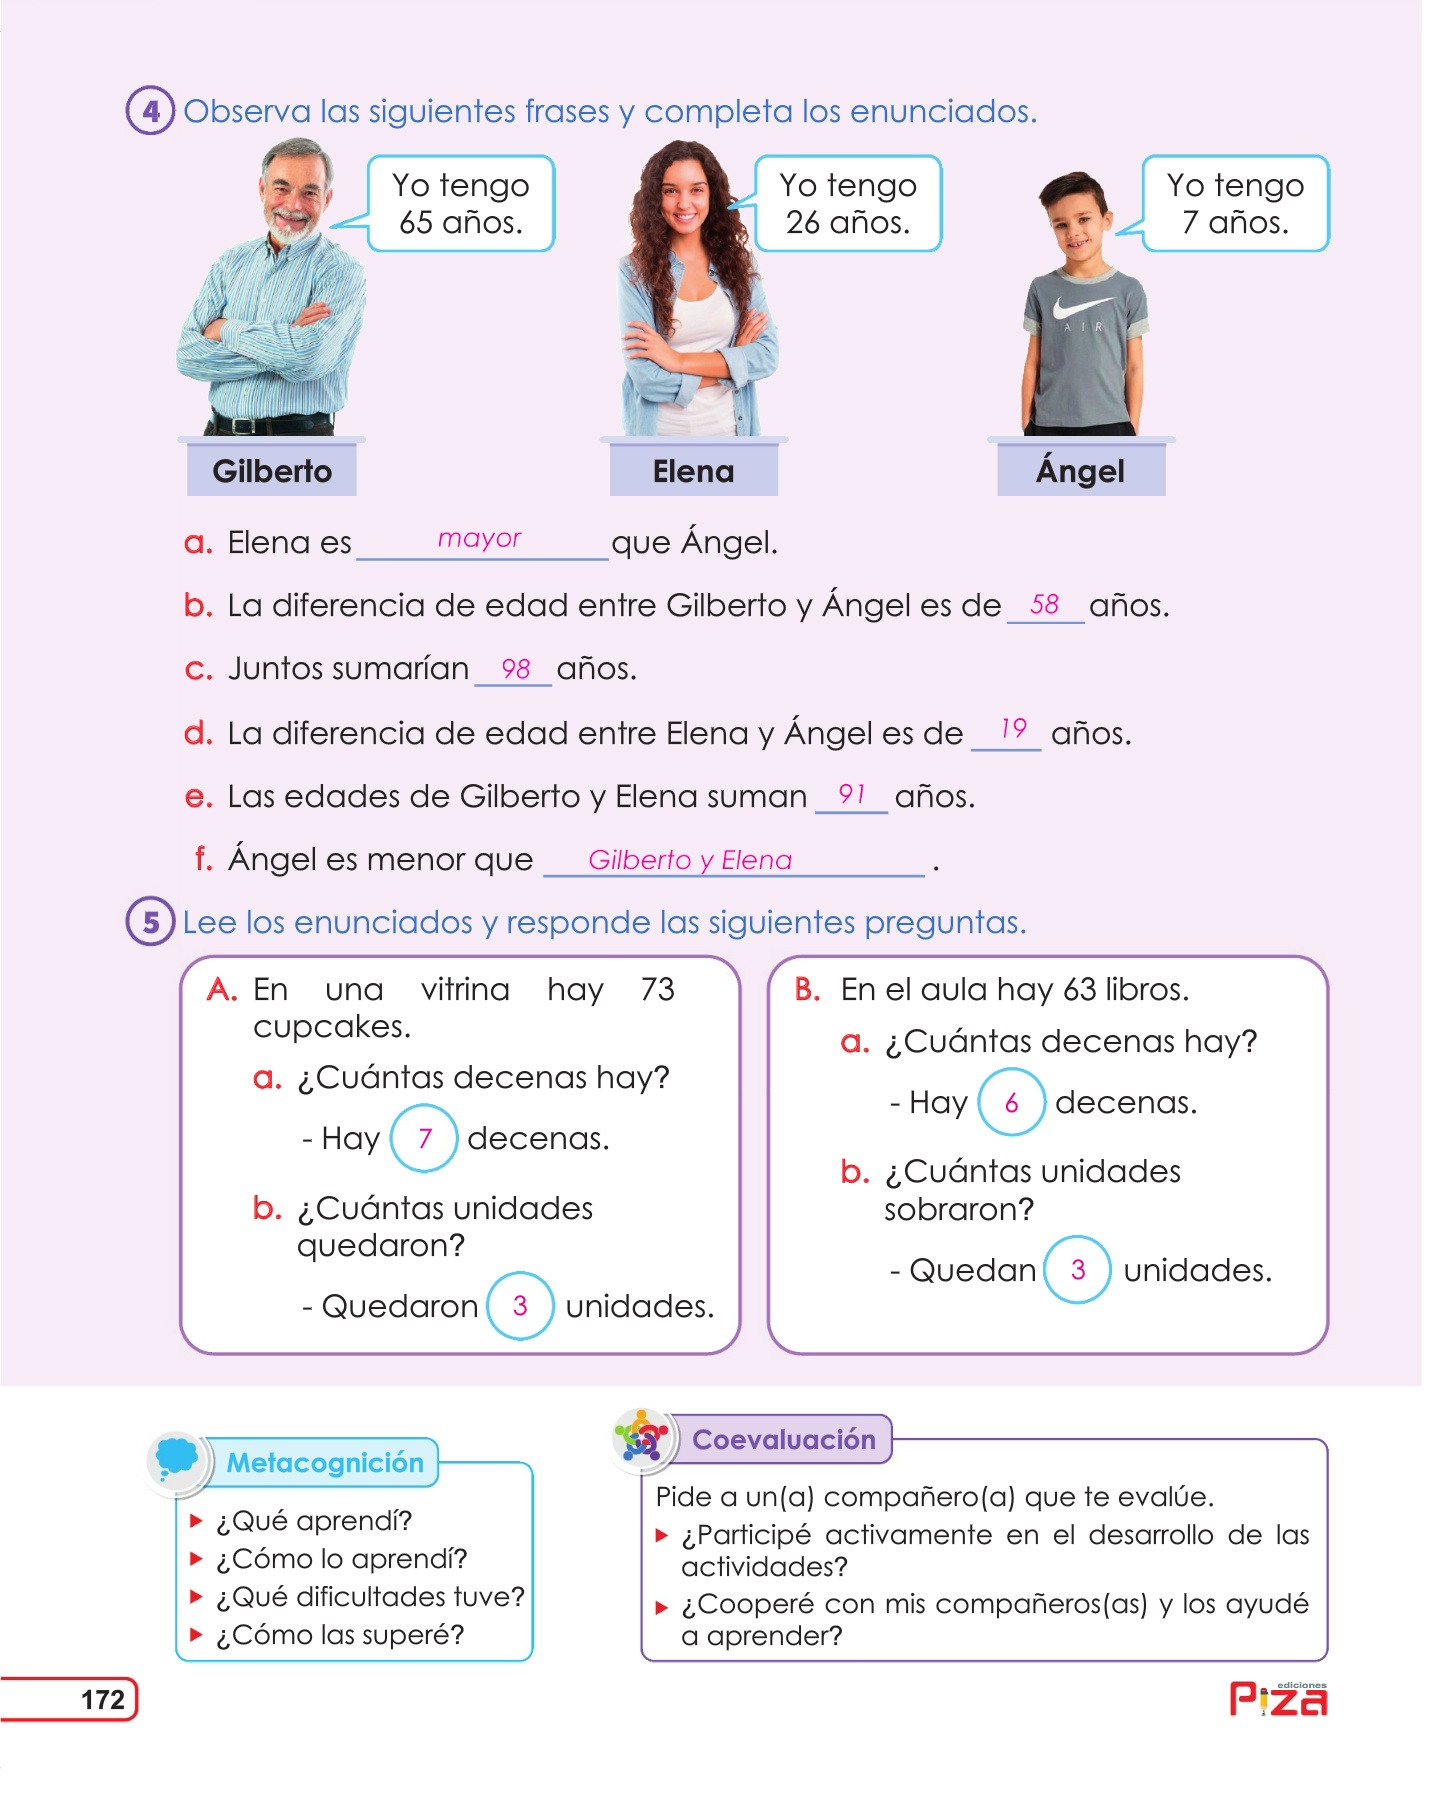 4 Observa las siguientes frases y completa los enunciados.
Yo tengo
65 años.
Yo tengo
26 años.
Yo tengo
7 años.
AIR
Gilberto
Elena
Ángel
a. Elena es mayor que Ángel.
b. La diferencia de edad entre Gilberto y Ángel es de 58 años.
c. Juntos sumarían 98 años.
d. La diferencia de edad entre Elena y Ángel es de 19 años.
e. Las edades de Gilberto y Elena suman 91 años.
f. Ángel es menor que Gilberto y Elena .
5 Lee los enunciados y responde las siguientes preguntas.
A. En una vitrina hay 73
cupcakes.
a. ¿Cuántas decenas hay?
- Hay 7 decenas.
b. ¿Cuántas unidades
quedaron?
- Quedaron 3 unidades.
B. En el aula hay 63 libros.
a. ¿Cuántas decenas hay?
- Hay 6 decenas.
b. ¿Cuántas unidades
sobraron?
- Quedan 3 unidades.
Metacognición
¿Qué aprendí?
¿Cómo lo aprendí?
¿Qué dificultades tuve?
¿Cómo las superé?
Coevaluación
Pide a un(a) compañero(a) que te evalúe.
¿Participé activamente en el desarrollo de las
actividades?
¿Cooperé con mis compañeros(as) y los ayudé
a aprender?
172
ediciones
Piza